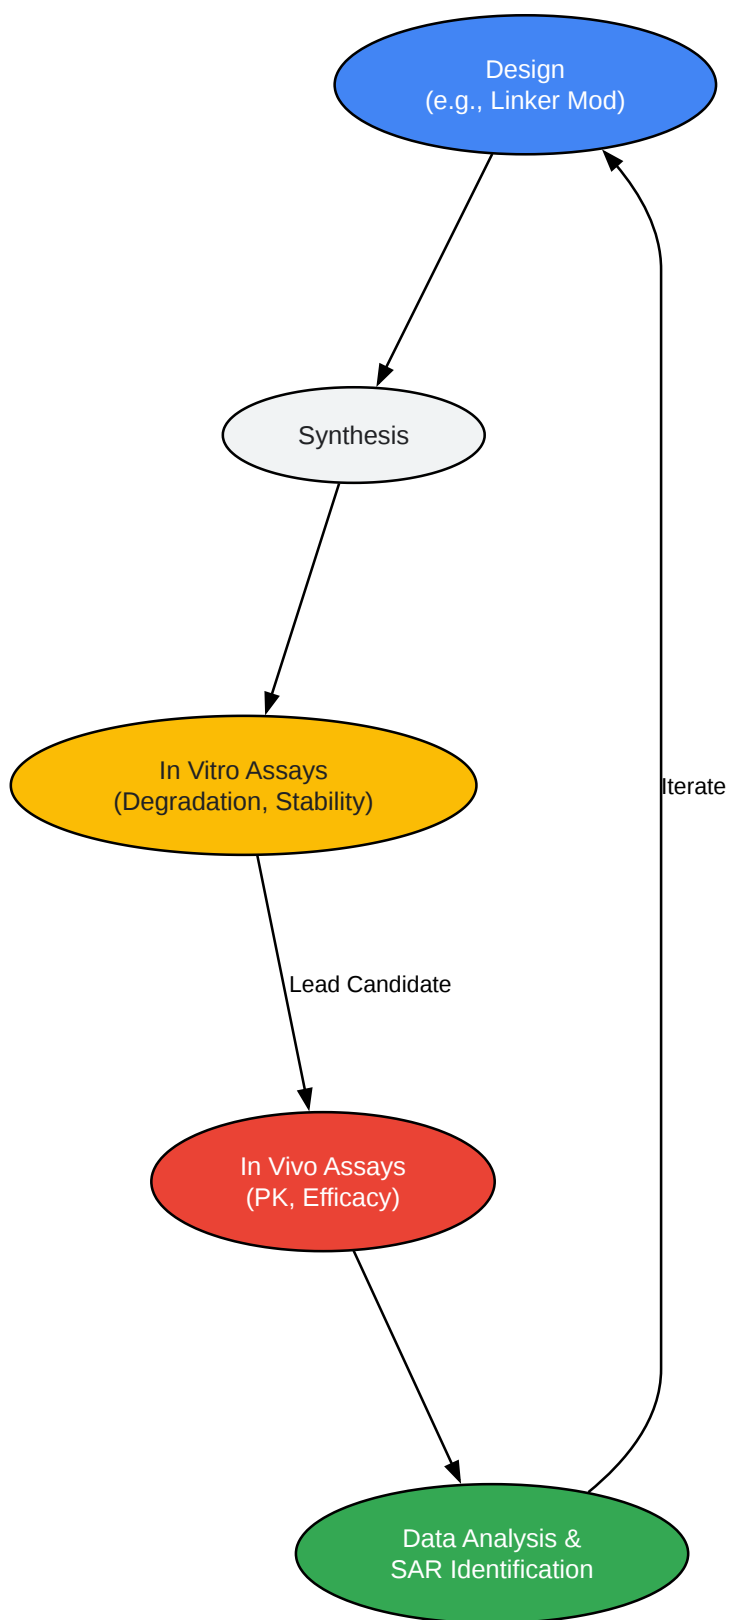 Design
(e.g., Linker Mod)
Synthesis
In Vitro Assays
(Degradation, Stability)
Iterate
Lead Candidate
In Vivo Assays
(PK, Efficacy)
Data Analysis &
SAR Identification